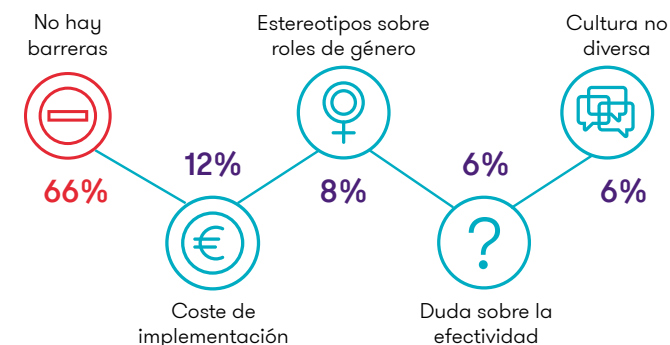 No hay
barreras
66%
12%
Coste de
implementación
Estereotipos sobre
roles de género
8%
6%
Duda sobre la
efectividad
Cultura no
diversa
6%